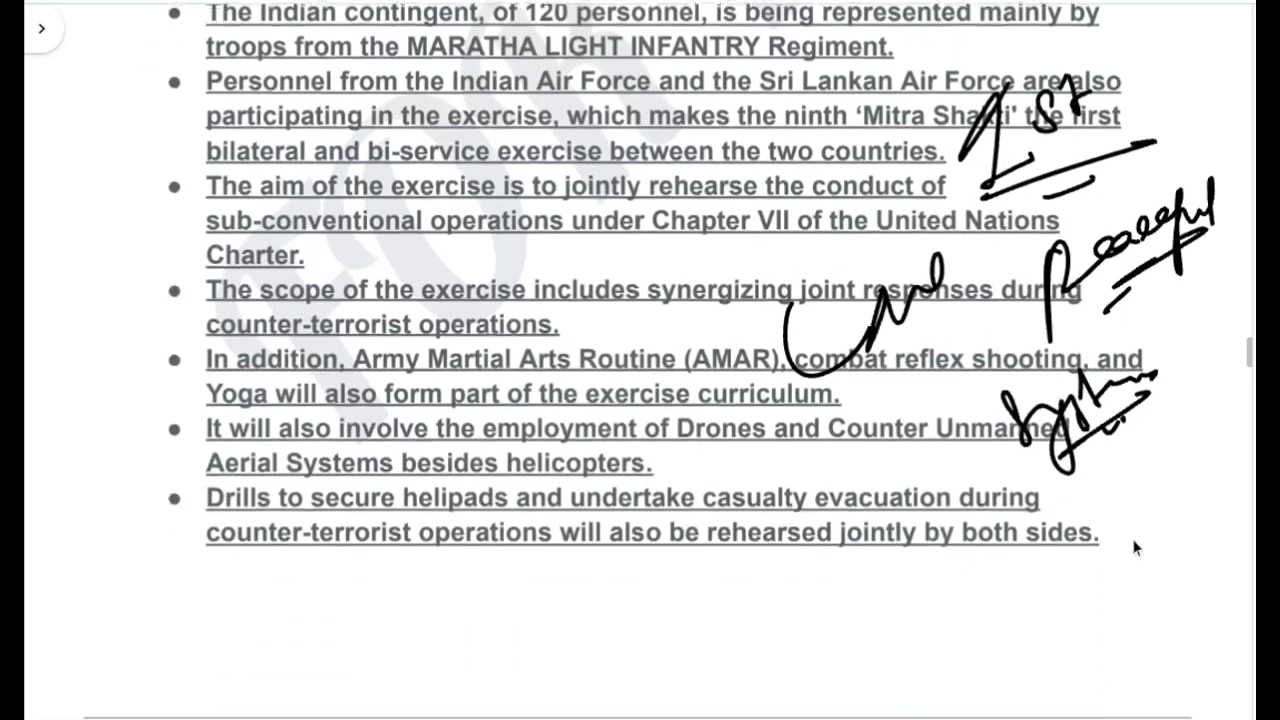 The Indian contingent, of 120 personnel, is being represented mainly by
troops from the MARATHA LIGHT INFANTRY Regiment.
Personnel from the Indian Air Force and the Sri Lankan Air Force are also
participating in the exercise, which makes the ninth ‘Mitra Shakti' the first
bilateral and bi-service exercise between the two countries.
1st
The aim of the exercise is to jointly rehearse the conduct of
sub-conventional operations under Chapter VII of the United Nations
Charter.
peaceful
The scope of the exercise includes synergizing joint responses during
counter-terrorist operations.
In addition, Army Martial Arts Routine (AMAR), combat reflex shooting, and
Yoga will also form part of the exercise curriculum.
It will also involve the employment of Drones and Counter Unmanned
Aerial Systems besides helicopters.
Drills to secure helipads and undertake casualty evacuation during
counter-terrorist operations will also be rehearsed jointly by both sides.